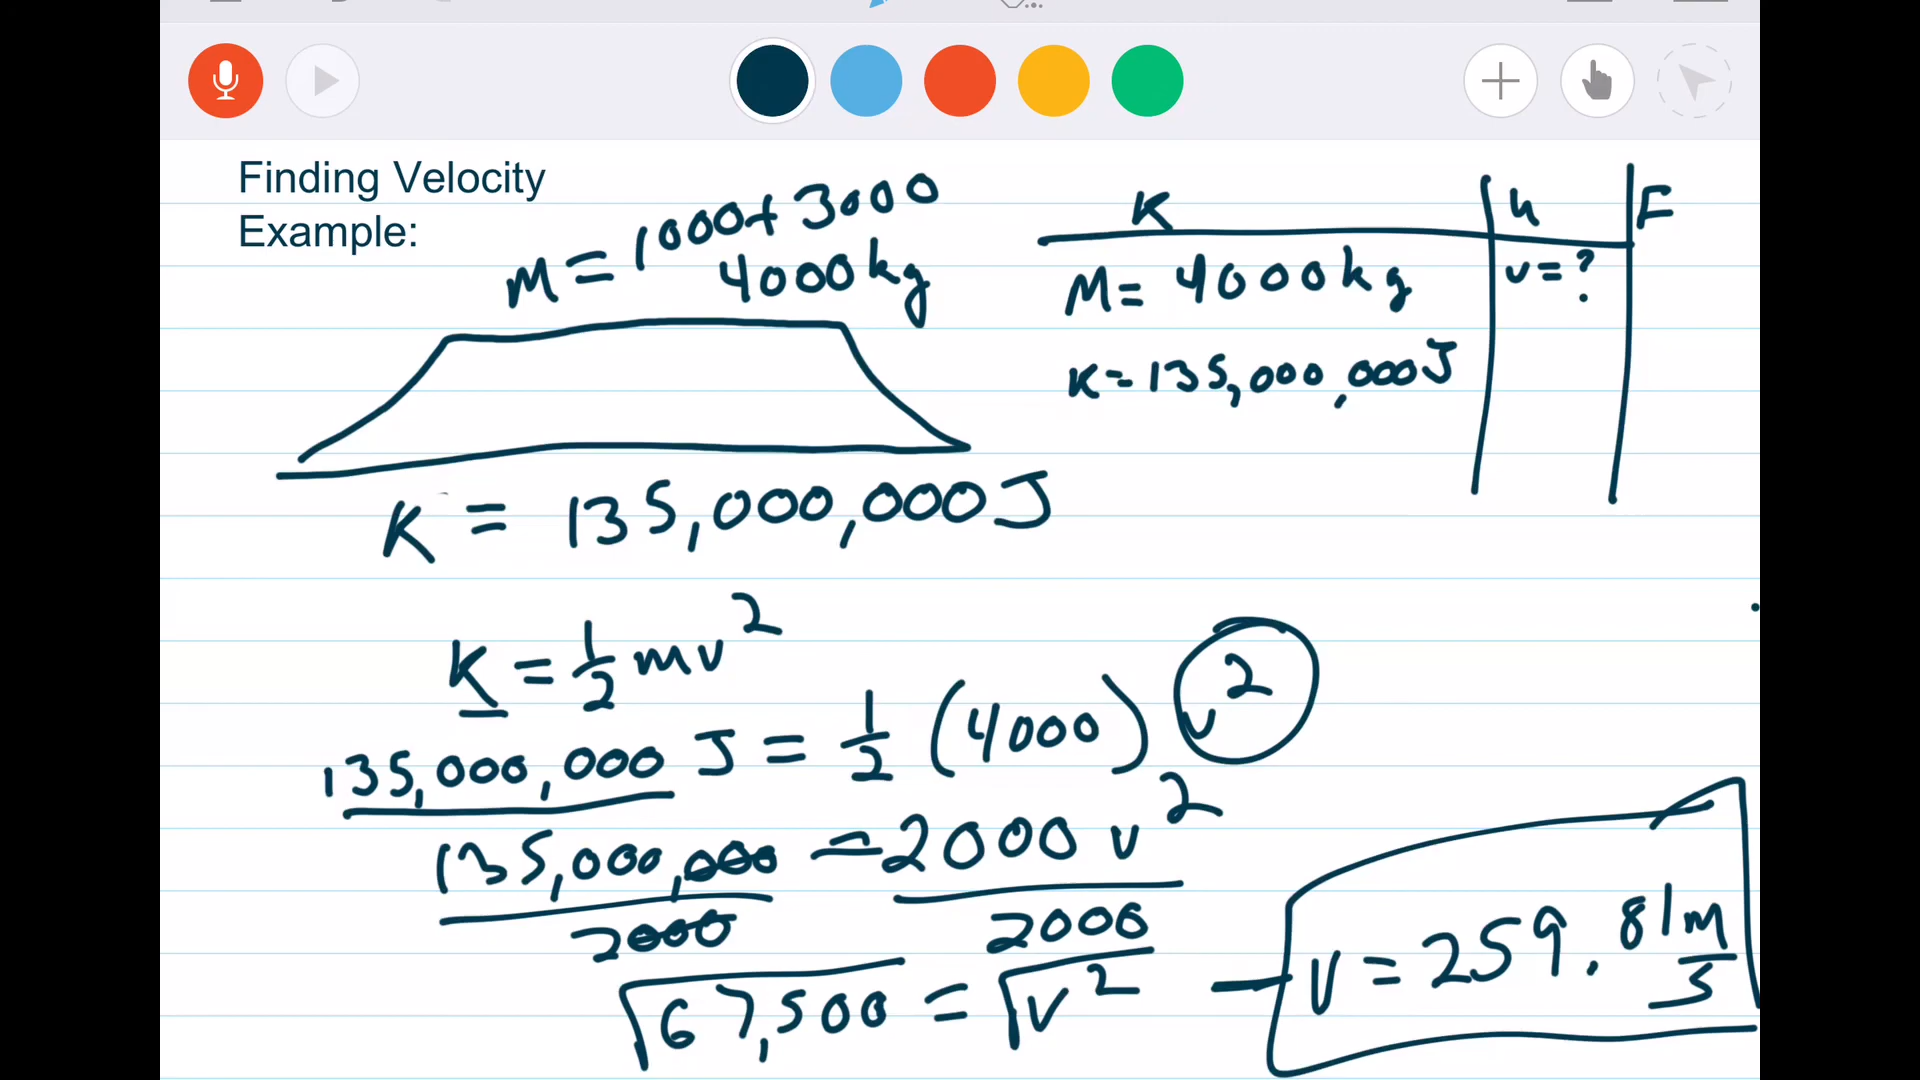 Finding Velocity
Example:
M = 1000 + 3000
4000 kg
K = 135,000,000 J
K | u | F
M = 4000 kg | v = ?
K = 135,000,000 J
K = 1/2 mv²
135,000,000 J = 1/2 (4000) v²
135,000,000 = 2000 v²
2000 2000
√67,500 = √v²
v = 259.81 m/s